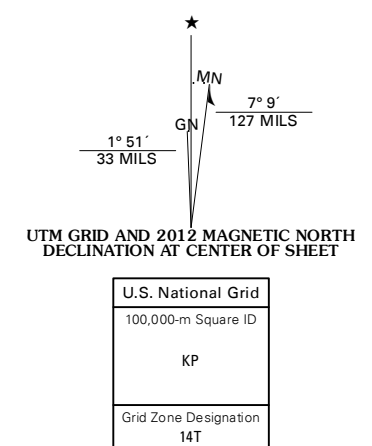 ★
MN
GN
7° 9´
127 MILS
1° 51´
33 MILS
UTM GRID AND 2012 MAGNETIC NORTH
DECLINATION AT CENTER OF SHEET
U.S. National Grid
100,000-m Square ID
KP
Grid Zone Designation
14T